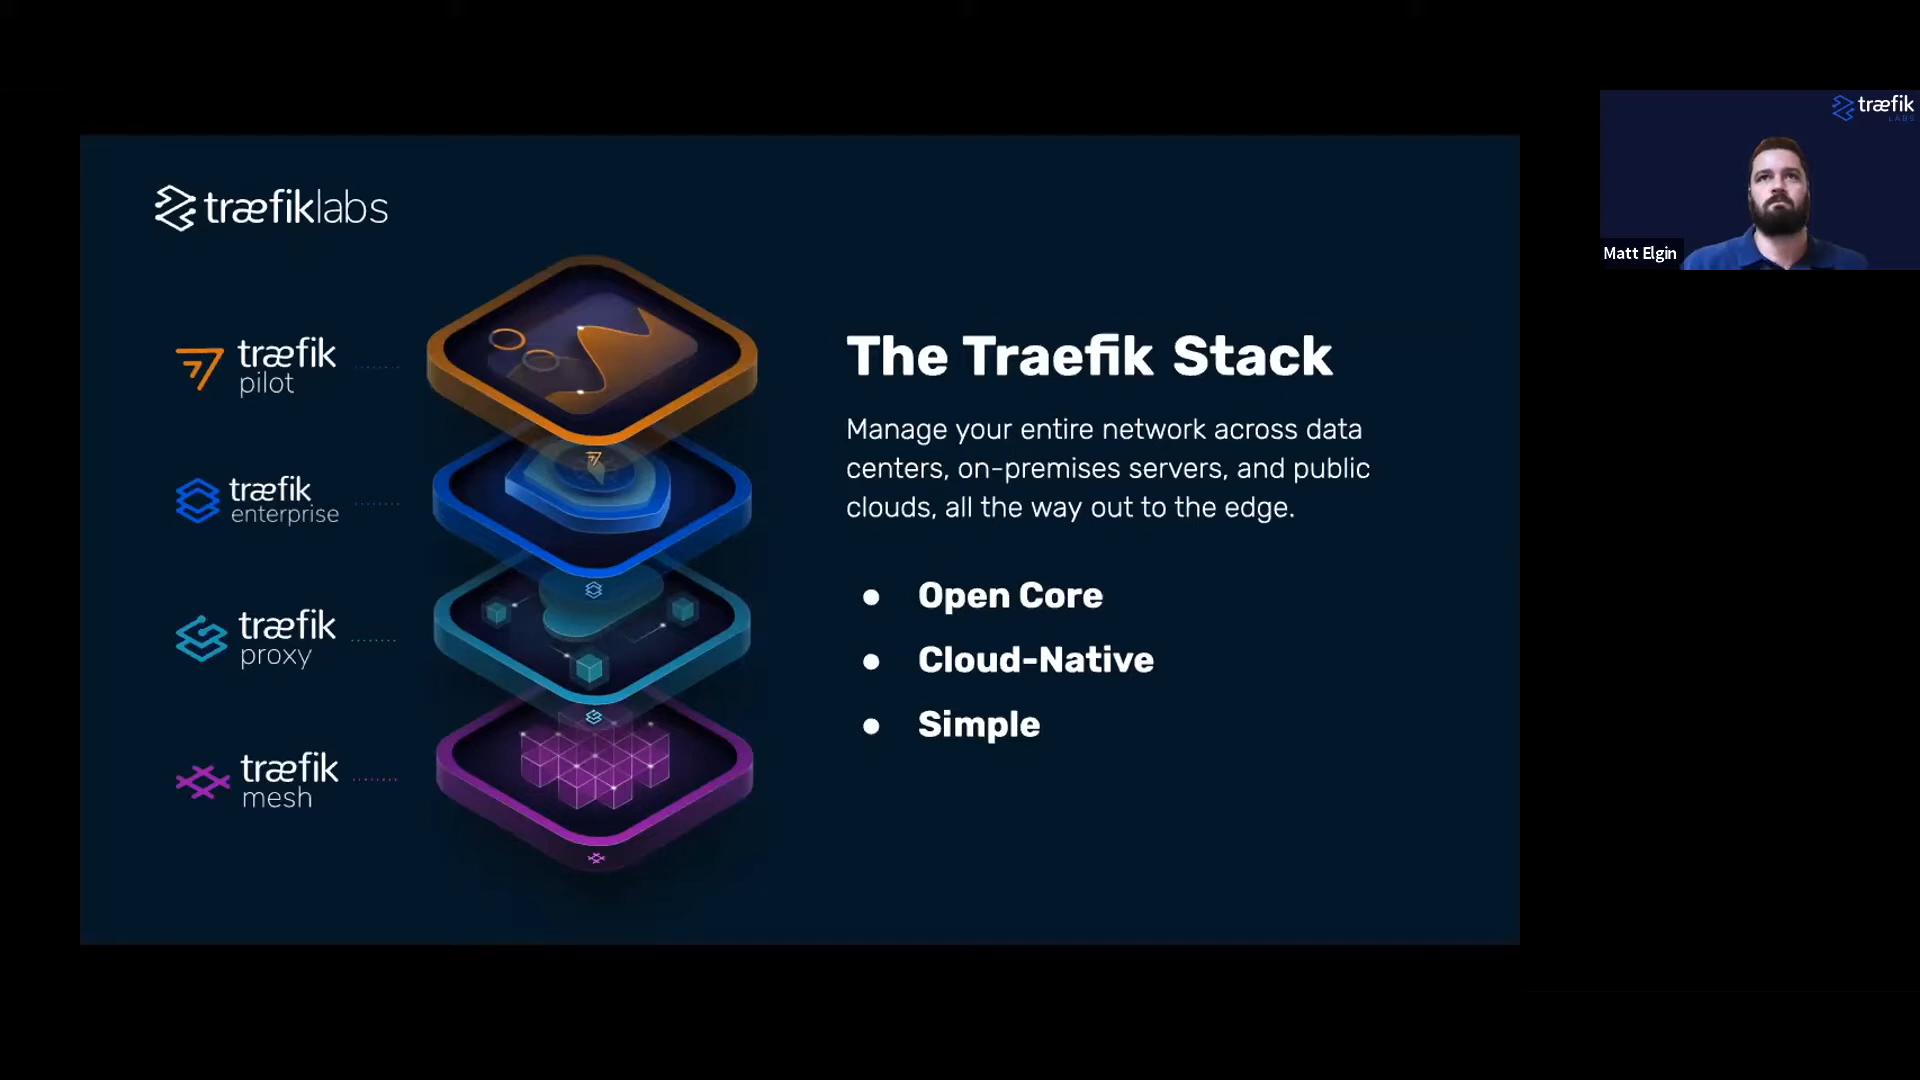 træfik
LABS
Matt Elgin
træfiklabs
træfik
pilot
træfik
enterprise
træfik
proxy
træfik
mesh
The Traefik Stack
Manage your entire network across data
centers, on-premises servers, and public
clouds, all the way out to the edge.
● Open Core
● Cloud-Native
● Simple